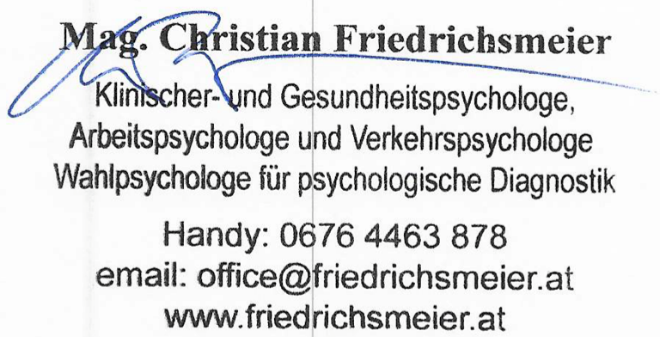 Mag. Christian Friedrichsmeier
Klinischer- und Gesundheitspsychologe,
Arbeitspsychologe und Verkehrspsychologe
Wahlpsychologe für psychologische Diagnostik
Handy: 0676 4463 878
email: office@friedrichsmeier.at
www.friedrichsmeier.at